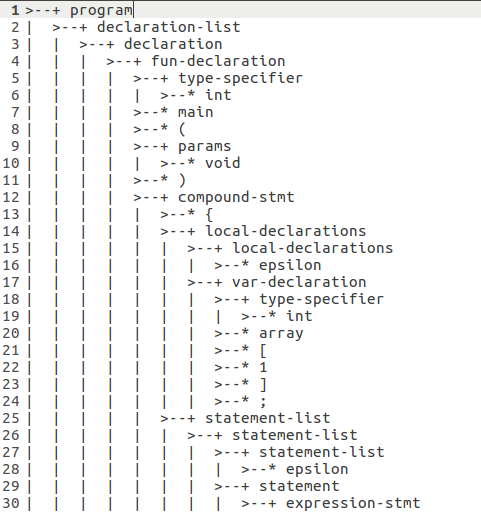 1 >--+ program
2 |  >--+ declaration-list
3 |  |  >--+ declaration
4 |  |  |  >--+ fun-declaration
5 |  |  |  |  >--+ type-specifier
6 |  |  |  |  |  >--* int
7 |  |  |  |  >--* main
8 |  |  |  |  >--* (
9 |  |  |  |  >--+ params
10 |  |  |  |  |  >--* void
11 |  |  |  |  >--* )
12 |  |  |  |  >--+ compound-stmt
13 |  |  |  |  |  >--* {
14 |  |  |  |  |  >--+ local-declarations
15 |  |  |  |  |  |  >--+ local-declarations
16 |  |  |  |  |  |  |  >--* epsilon
17 |  |  |  |  |  |  >--+ var-declaration
18 |  |  |  |  |  |  |  >--+ type-specifier
19 |  |  |  |  |  |  |  |  >--* int
20 |  |  |  |  |  |  |  >--* array
21 |  |  |  |  |  |  |  >--* [
22 |  |  |  |  |  |  |  >--* 1
23 |  |  |  |  |  |  |  >--* ]
24 |  |  |  |  |  |  |  >--* ;
25 |  |  |  |  |  >--+ statement-list
26 |  |  |  |  |  |  >--+ statement-list
27 |  |  |  |  |  |  |  >--+ statement-list
28 |  |  |  |  |  |  |  |  >--* epsilon
29 |  |  |  |  |  |  |  >--+ statement
30 |  |  |  |  |  |  |  |  >--+ expression-stmt